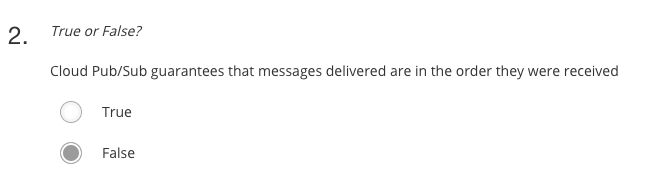 2. True or False?
Cloud Pub/Sub guarantees that messages delivered are in the order they were received
True
False